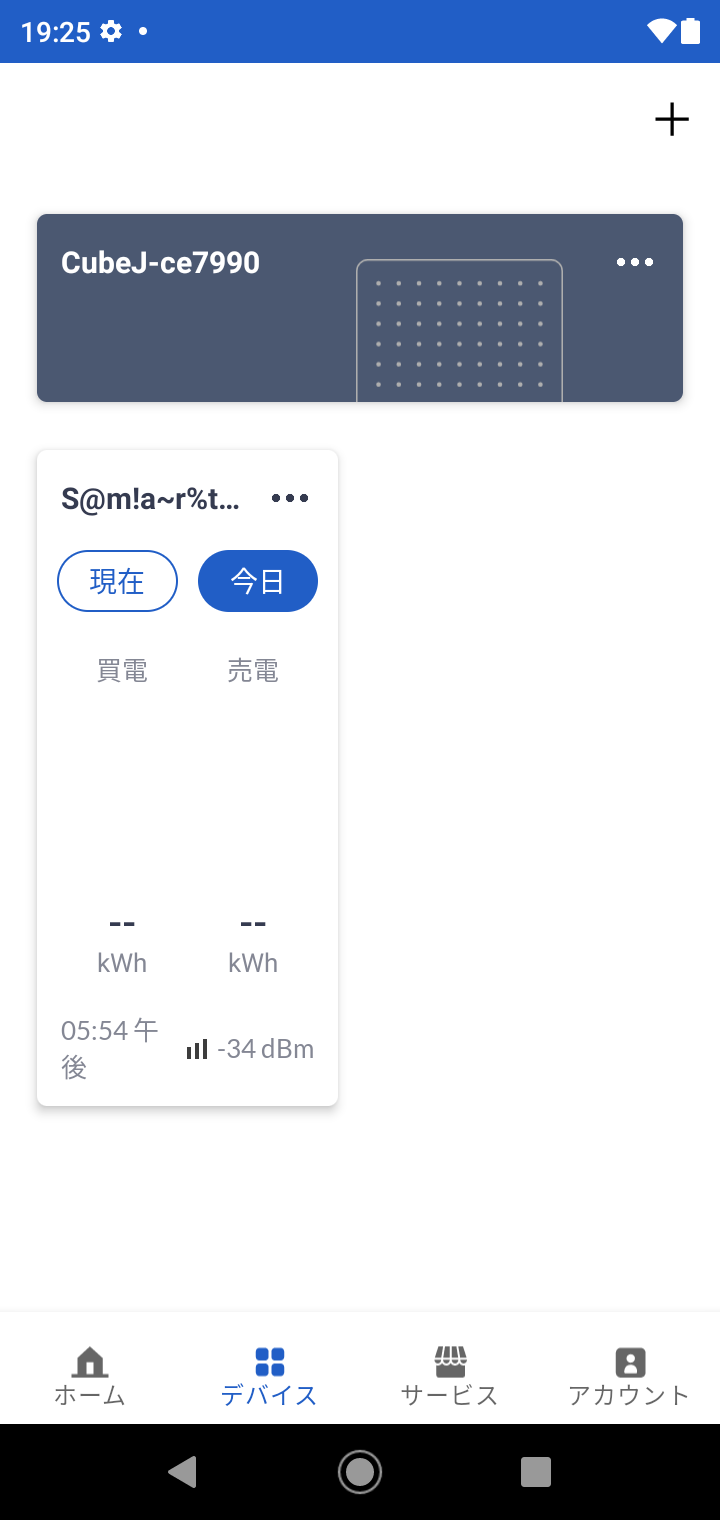 19:25
CubeJ-ce7990
S@m!a~r%t...
現在 今日
買電 売電
-- --
kWh kWh
05:54 午
後
-34 dBm
ホーム デバイス サービス アカウント